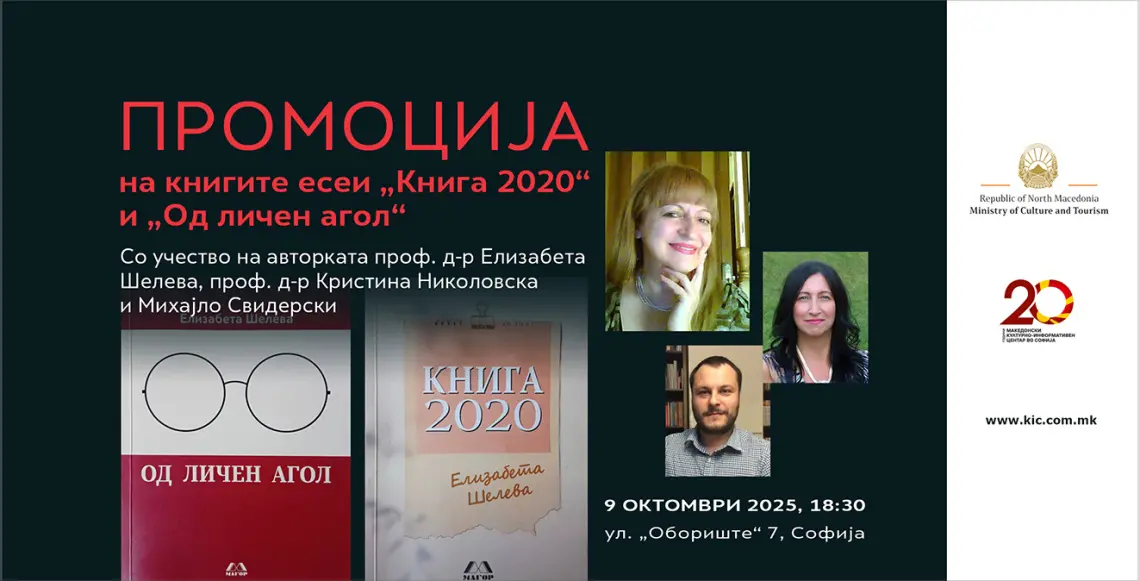 ПРОМОЦИЈА
на книгите есеи „Книга 2020“
и „Од личен агол“
Со учество на авторката проф. д-р Елизабета
Шелева, проф. д-р Кристина Николовска
и Михајло Свидерски
Елизабета Шелева
ОД ЛИЧЕН АГОЛ
МАГОР
КНИГА
2020
Елизабета
Шелева
МАГОР
9 ОКТОМВРИ 2025, 18:30
ул. „Обориште“ 7, Софија
Republic of North Macedonia
Ministry of Culture and Tourism
20
МАКЕДОНСКИ
КУЛТУРНО-ИНФОРМАТИВЕН
ЦЕНТАР ВО СОФИЈА
www.kic.com.mk